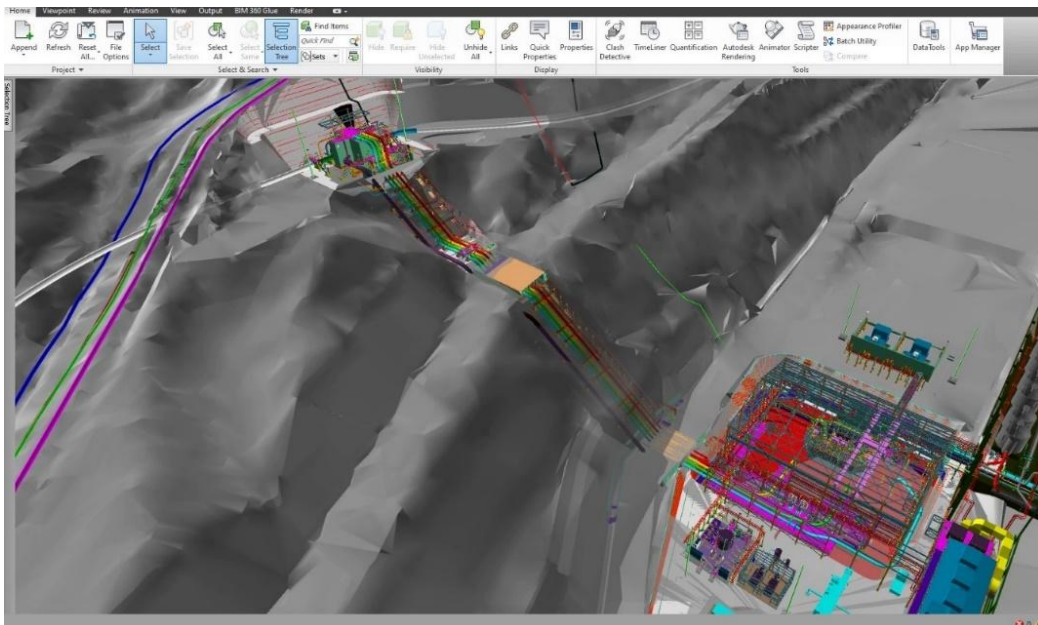 Home Viewpoint Review Animation View Output BIM 360 Glue Render
Append Refresh Reset All... File Options Select Save Selection Select All Select Same Selection Tree Find Items Quick Find Sets Hide Require Hide Unselected Unhide All Links Quick Properties Properties Clash Detective TimeLiner Quantification Autodesk Rendering Animator Scripter Appearance Profiler Batch Utility Compare DataTools App Manager
Project Select & Search Visibility Display Tools
Selection Tree